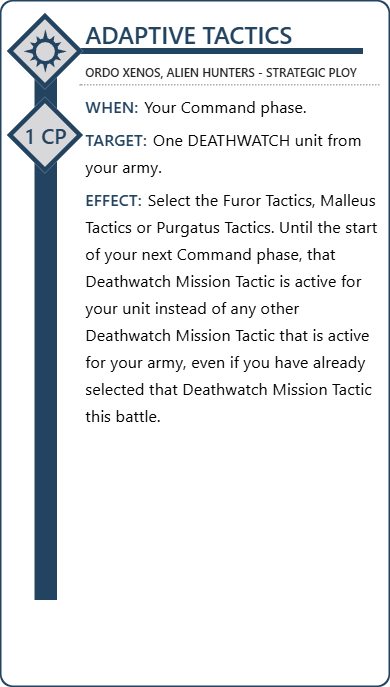 ADAPTIVE TACTICS
ORDO XENOS, ALIEN HUNTERS - STRATEGIC PLOY
1 CP
WHEN: Your Command phase.
TARGET: One DEATHWATCH unit from
your army.
EFFECT: Select the Furor Tactics, Malleus
Tactics or Purgatus Tactics. Until the start
of your next Command phase, that
Deathwatch Mission Tactic is active for
your unit instead of any other
Deathwatch Mission Tactic that is active
for your army, even if you have already
selected that Deathwatch Mission Tactic
this battle.